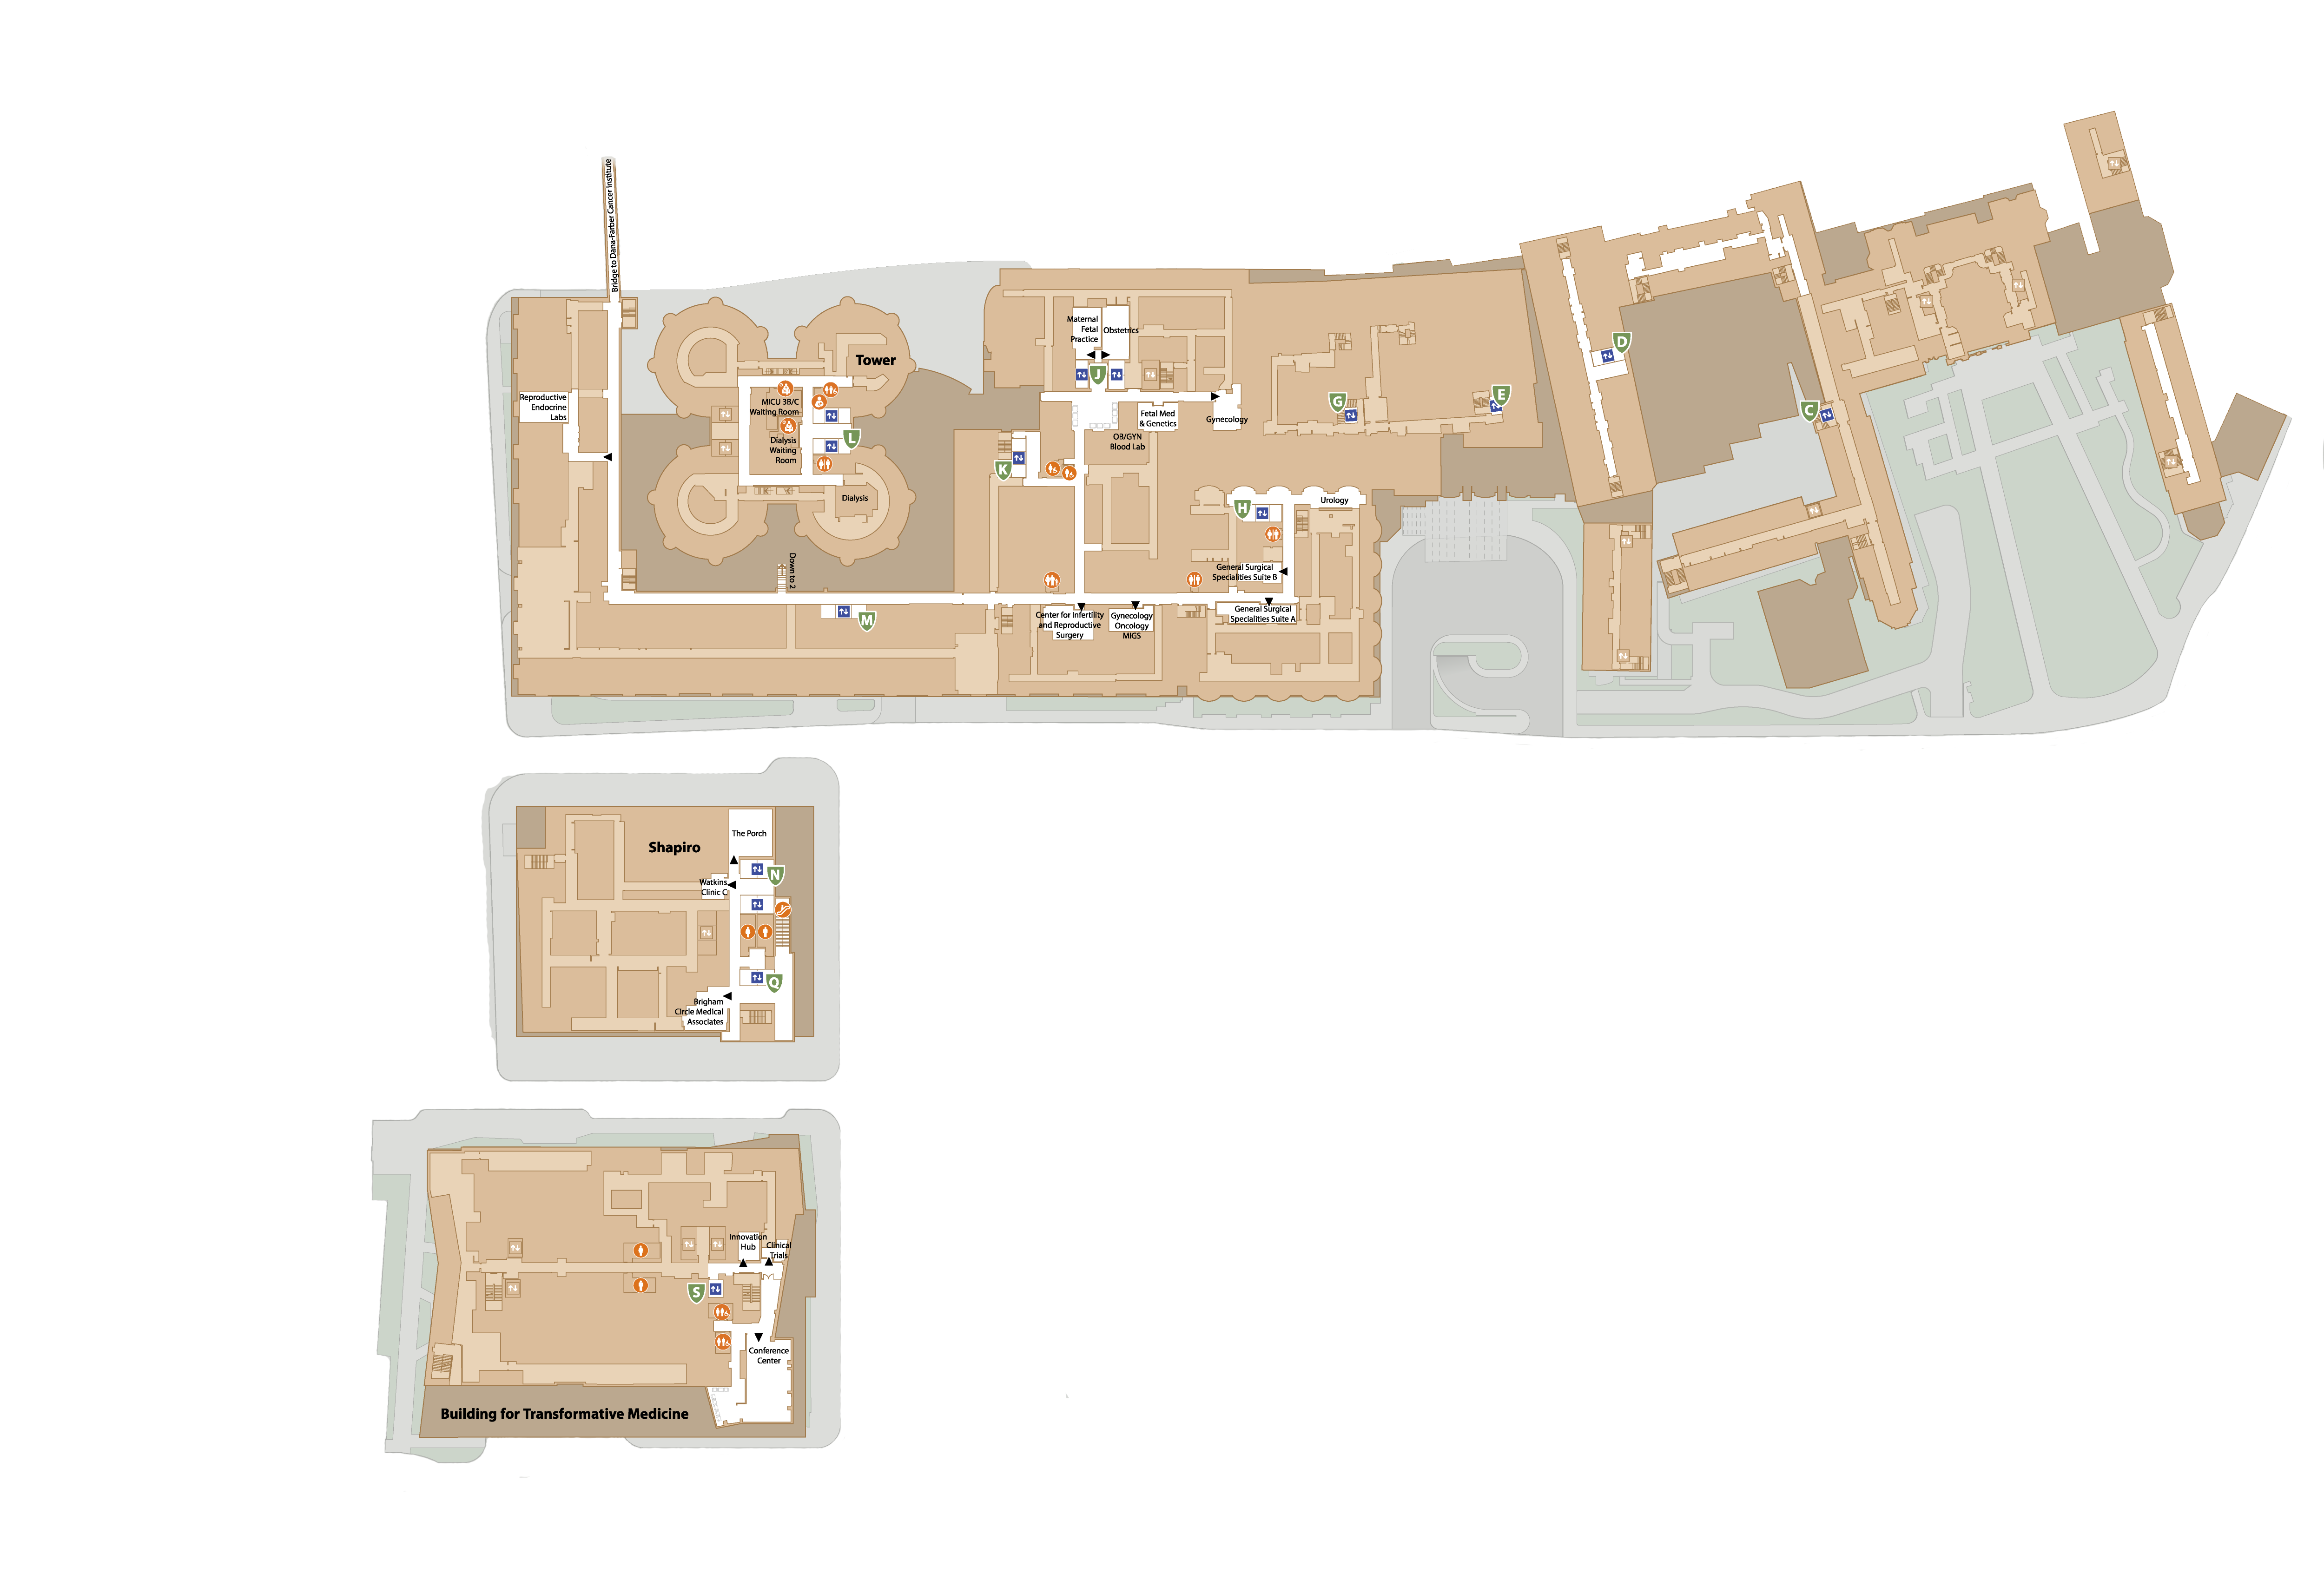 Bridge to Dana-Farber Cancer Institute
Tower
Reproductive
Endocrine
Labs
MICU 3B/C
Waiting Room
Dialysis
Waiting
Room
L
Dialysis
Down to 2
M
Maternal
Fetal
Practice
Obstetrics
J
Fetal Med
& Genetics
Gynecology
OB/GYN
Blood Lab
K
G
E
D
C
H
Urology
General Surgical
Specialities Suite B
General Surgical
Specialities Suite A
Center for Infertility
and Reproductive
Surgery
Gynecology
Oncology
MIGS
Shapiro
The Porch
N
Watkins
Clinic C
Q
Brigham
Circle Medical
Associates
Innovation
Hub
Clinical
Trials
S
Conference
Center
Building for Transformative Medicine